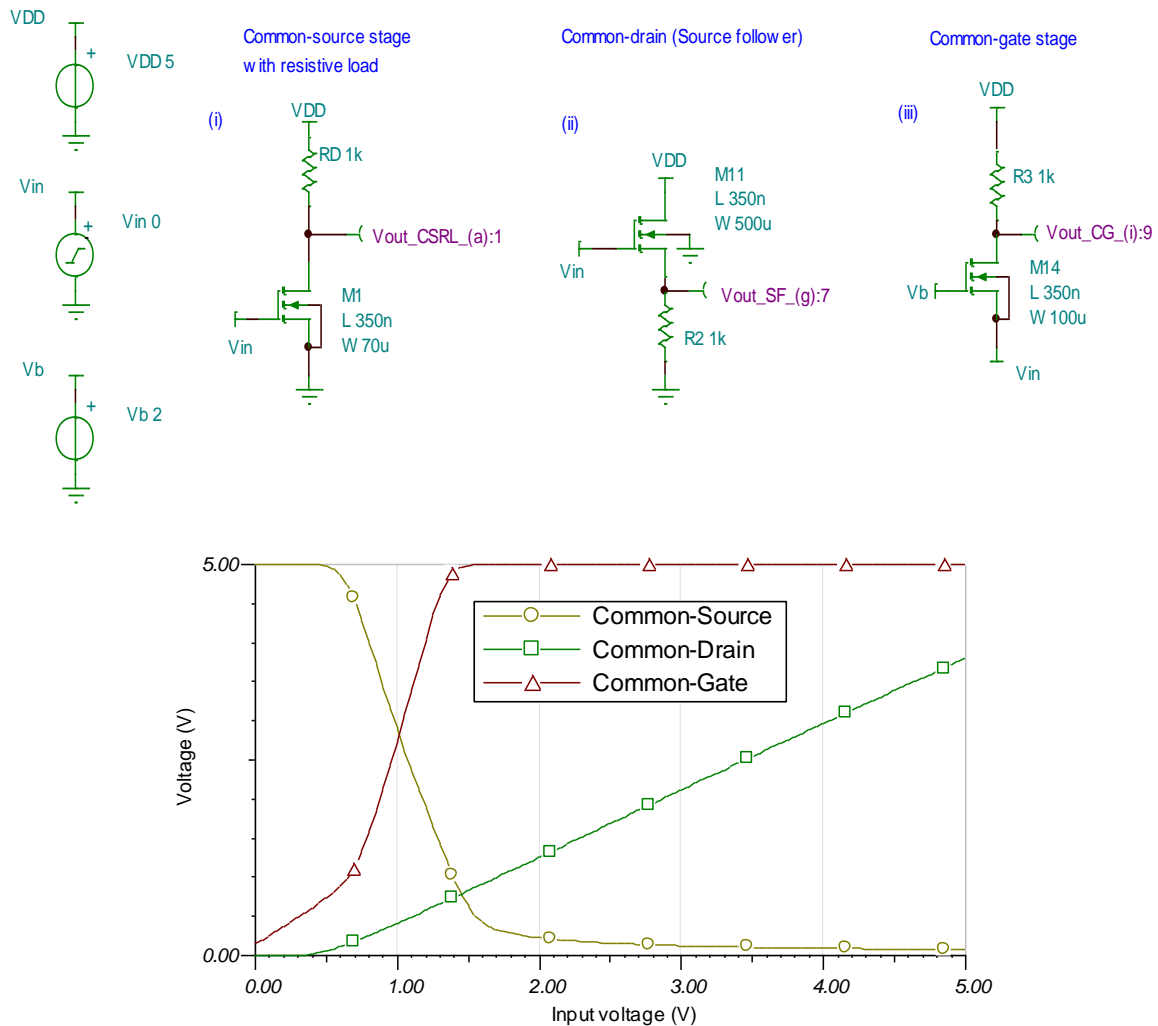 VDD
VDD 5
Vin
Vin 0
Vb
Vb 2
Common-source stage
with resistive load
(i)
VDD
RD 1k
Vout_CSRL_(a):1
M1
L 350n
W 70u
Vin
Common-drain (Source follower)
(ii)
VDD
M11
L 350n
W 500u
Vin
Vout_SF_(g):7
R2 1k
Common-gate stage
(iii)
VDD
R3 1k
Vout_CG_(i):9
M14
L 350n
W 100u
Vb
Vin
5.00
Voltage (V)
0.00
Common-Source
Common-Drain
Common-Gate
0.00 1.00 2.00 3.00 4.00 5.00
Input voltage (V)